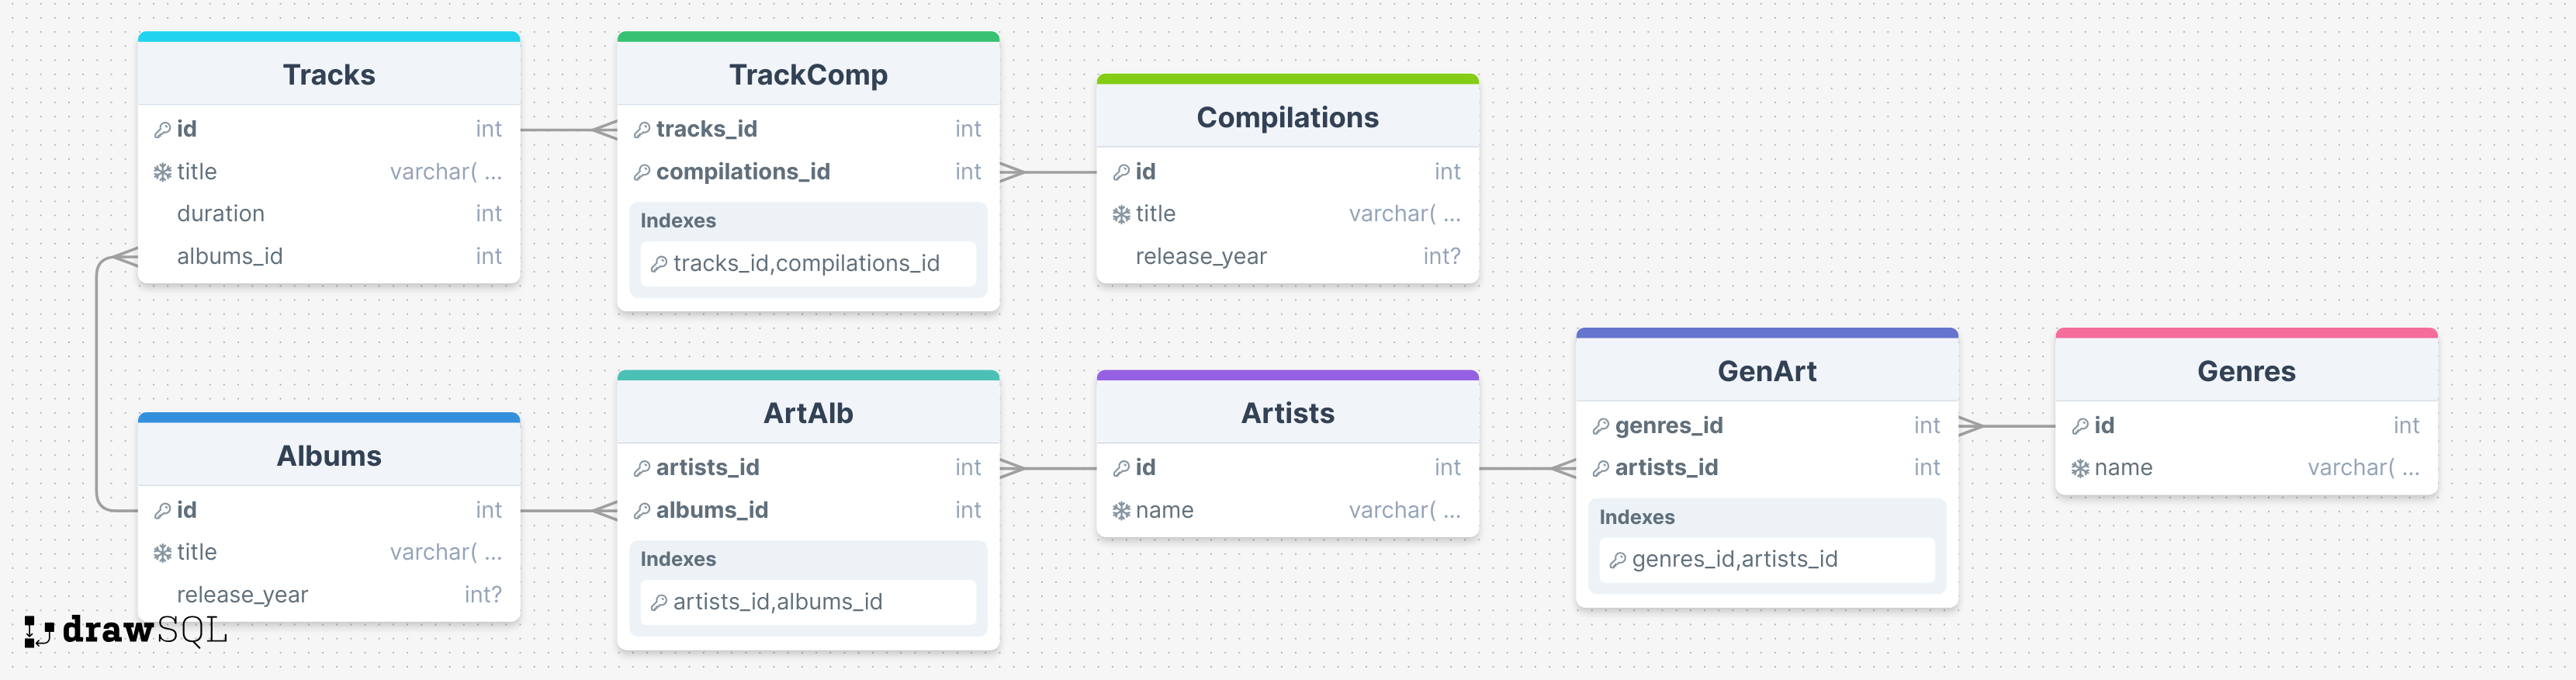 Tracks
id int
title varchar( ...
duration int
albums_id int
TrackComp
tracks_id int
compilations_id int
Indexes
tracks_id,compilations_id
Compilations
id int
title varchar( ...
release_year int?
Albums
id int
title varchar( ...
release_year int?
ArtAlb
artists_id int
albums_id int
Indexes
artists_id,albums_id
Artists
id int
name varchar( ...
GenArt
genres_id int
artists_id int
Indexes
genres_id,artists_id
Genres
id int
name varchar( ...
drawSQL